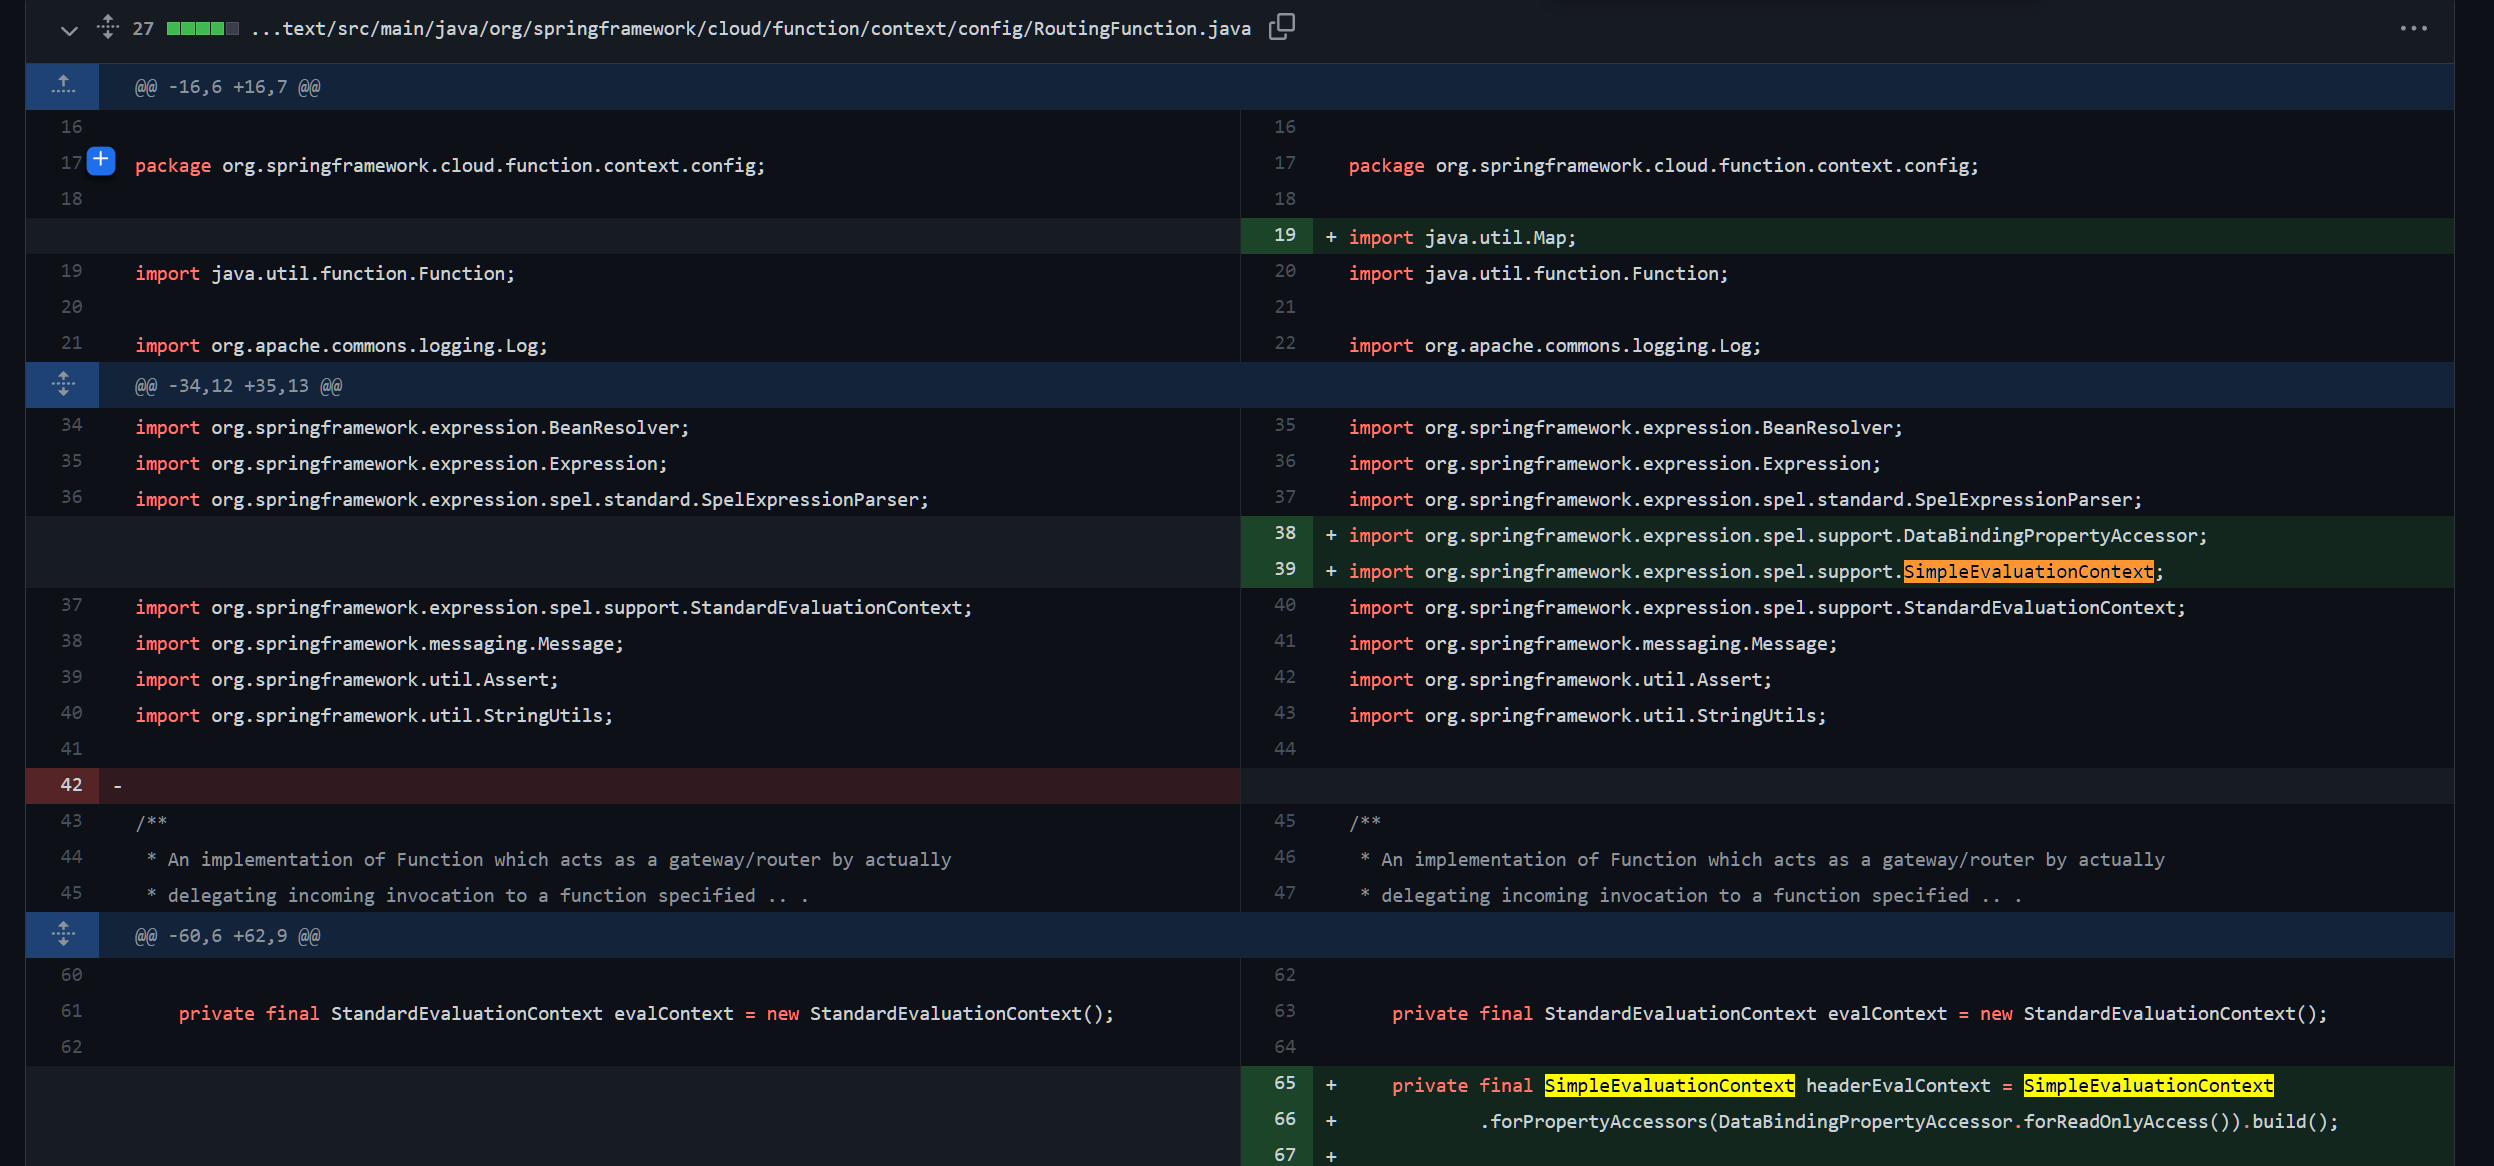 27 ...text/src/main/java/org/springframework/cloud/function/context/config/RoutingFunction.java
@@ -16,6 +16,7 @@
16
17 package org.springframework.cloud.function.context.config;
18
19 import java.util.function.Function;
20
21 import org.apache.commons.logging.Log;
16
17 package org.springframework.cloud.function.context.config;
18
19 + import java.util.Map;
20 import java.util.function.Function;
21
22 import org.apache.commons.logging.Log;
@@ -34,12 +35,13 @@
34 import org.springframework.expression.BeanResolver;
35 import org.springframework.expression.Expression;
36 import org.springframework.expression.spel.standard.SpelExpressionParser;
37 import org.springframework.expression.spel.support.StandardEvaluationContext;
38 import org.springframework.messaging.Message;
39 import org.springframework.util.Assert;
40 import org.springframework.util.StringUtils;
41
42 -
43 /**
44 * An implementation of Function which acts as a gateway/router by actually
45 * delegating incoming invocation to a function specified .. .
35 import org.springframework.expression.BeanResolver;
36 import org.springframework.expression.Expression;
37 import org.springframework.expression.spel.standard.SpelExpressionParser;
38 + import org.springframework.expression.spel.support.DataBindingPropertyAccessor;
39 + import org.springframework.expression.spel.support.SimpleEvaluationContext;
40 import org.springframework.expression.spel.support.StandardEvaluationContext;
41 import org.springframework.messaging.Message;
42 import org.springframework.util.Assert;
43 import org.springframework.util.StringUtils;
44
45 /**
46 * An implementation of Function which acts as a gateway/router by actually
47 * delegating incoming invocation to a function specified .. .
@@ -60,6 +62,9 @@
60
61 private final StandardEvaluationContext evalContext = new StandardEvaluationContext();
62
62
63 private final StandardEvaluationContext evalContext = new StandardEvaluationContext();
64
65 + private final SimpleEvaluationContext headerEvalContext = SimpleEvaluationContext
66 + .forPropertyAccessors(DataBindingPropertyAccessor.forReadOnlyAccess()).build();
67 +